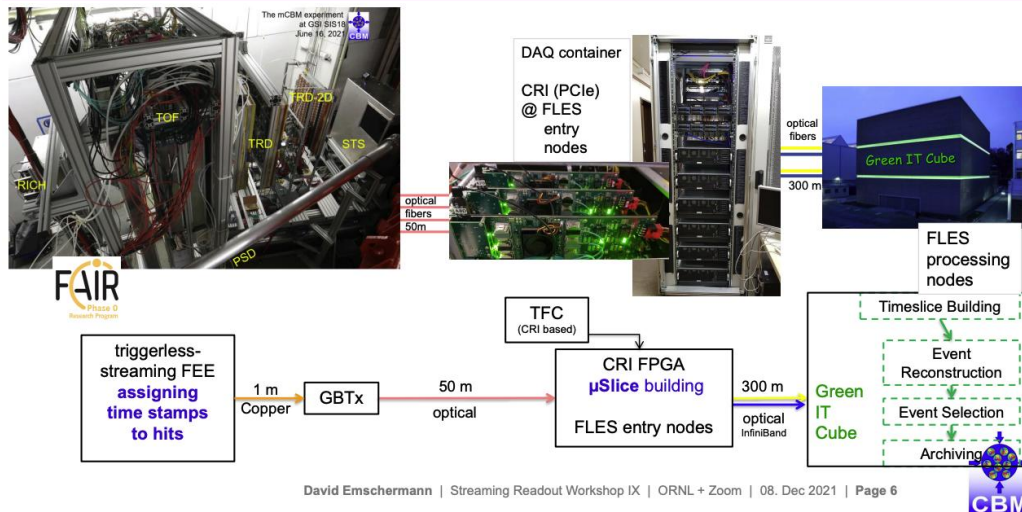 The mCBM experiment
at GSI SIS18
June 16, 2021
CBM
TOF
TRD-2D
TRD
STS
RICH
PSD
optical
fibers
50m
DAQ container
CRI (PCIe)
@ FLES
entry
nodes
optical
fibers
300 m
Green IT Cube
FLES
processing
nodes
FAIR
Phase 0
Research Program
triggerless-
streaming FEE
assigning
time stamps
to hits
1 m
Copper
GBTx
50 m
optical
TFC
(CRI based)
CRI FPGA
µSlice building
FLES entry nodes
300 m
optical
InfiniBand
Green
IT
Cube
Timeslice Building
Event
Reconstruction
Event Selection
Archiving
CBM
David Emschermann | Streaming Readout Workshop IX | ORNL + Zoom | 08. Dec 2021 | Page 6